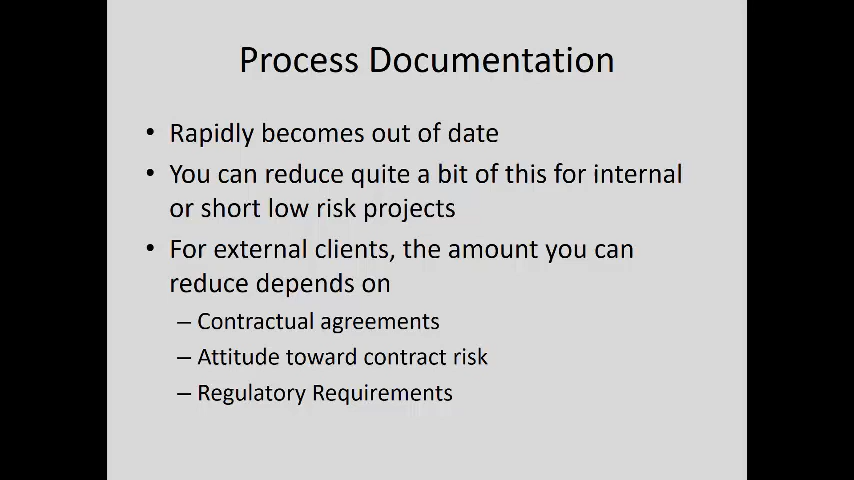 Process Documentation
• Rapidly becomes out of date
• You can reduce quite a bit of this for internal
or short low risk projects
• For external clients, the amount you can
reduce depends on
– Contractual agreements
– Attitude toward contract risk
– Regulatory Requirements